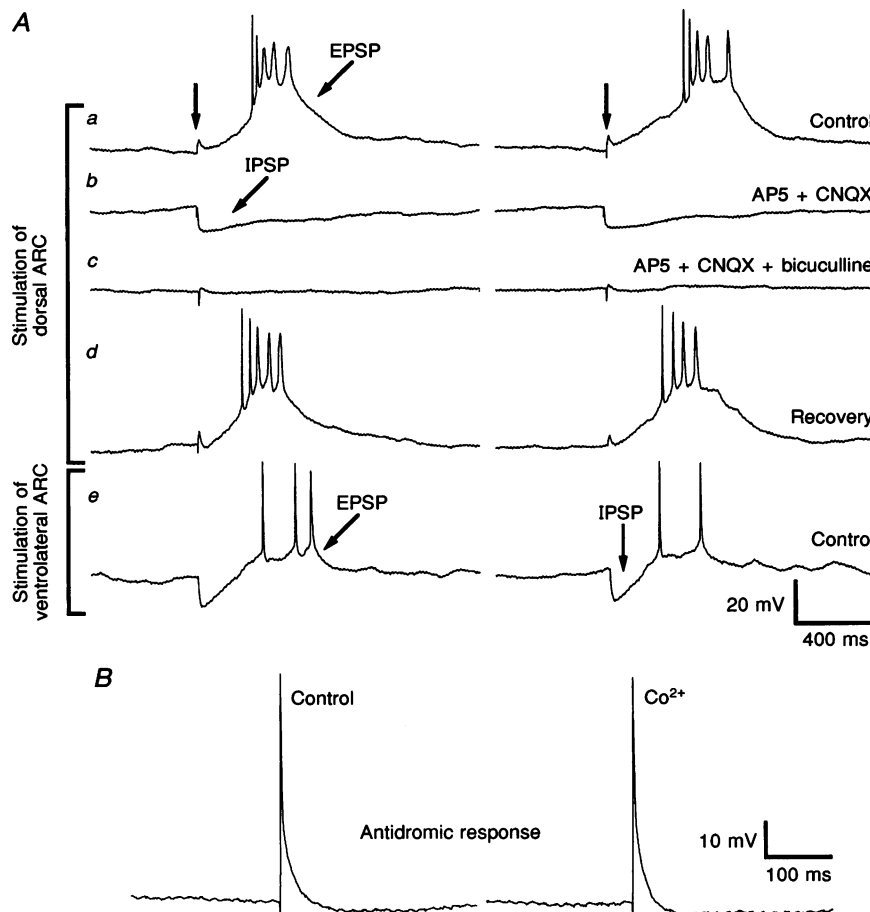 A
EPSP
a
Control
IPSP
b
AP5 + CNQX
c
AP5 + CNQX + bicuculline
Stimulation of
dorsal ARC
d
Recovery
Stimulation of
ventrolateral ARC
e
EPSP
IPSP
Contro
20 mV
400 ms
B
Control
Co²⁺
Antidromic response
10 mV
100 ms